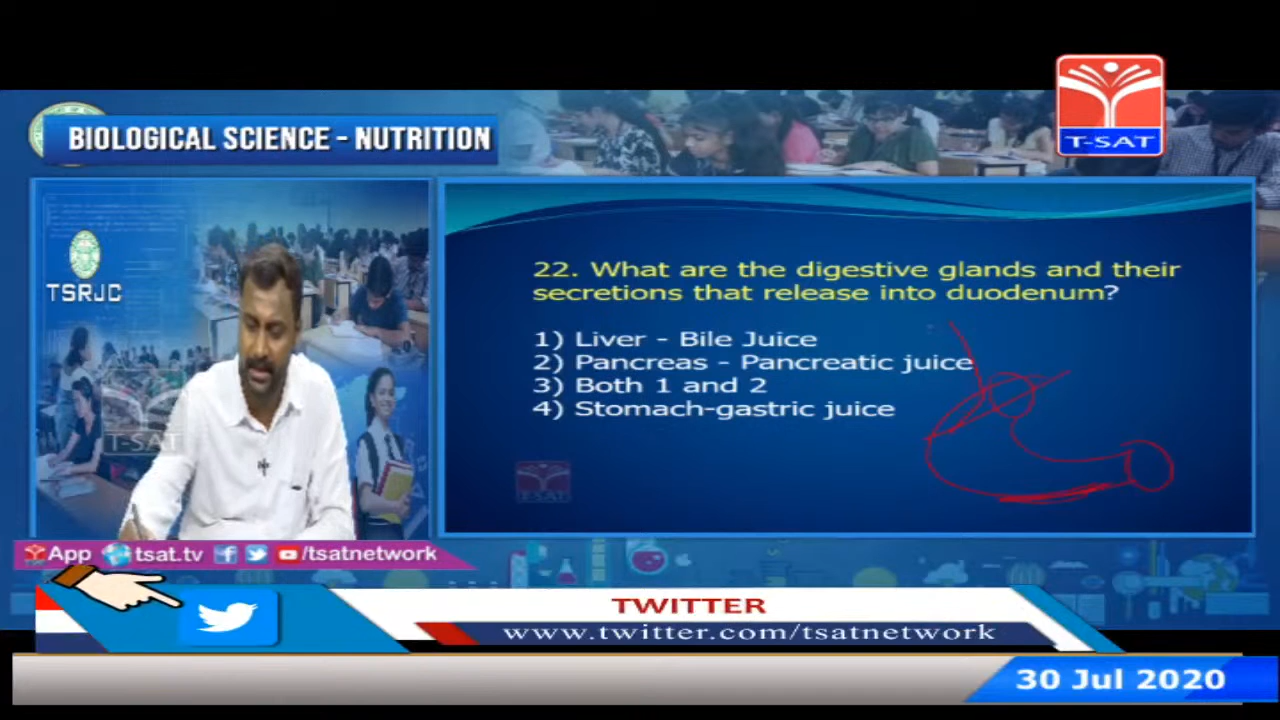 T-SAT
BIOLOGICAL SCIENCE - NUTRITION
TSRJC
T-SAT
22. What are the digestive glands and their
secretions that release into duodenum?
1) Liver - Bile Juice
2) Pancreas - Pancreatic juice
3) Both 1 and 2
4) Stomach-gastric juice
T-SAT
App tsat.tv /tsatnetwork
TWITTER
www.twitter.com/tsatnetwork
30 Jul 2020